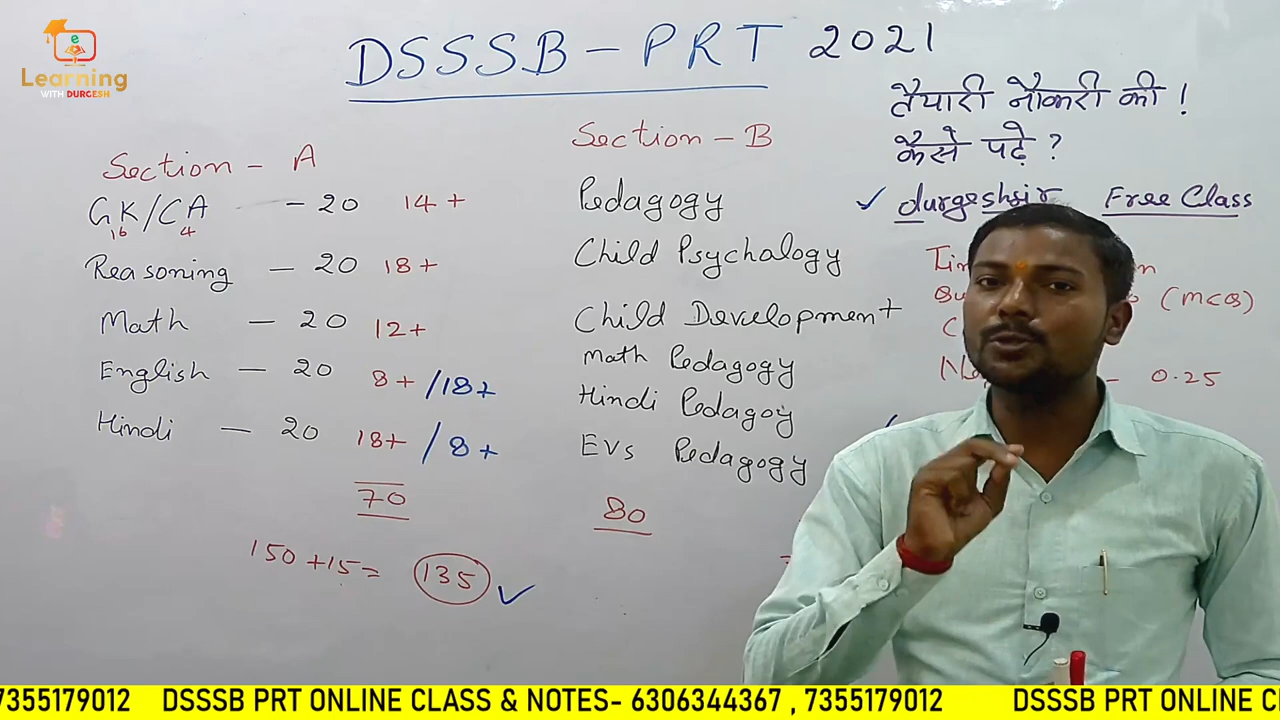 e
Learning
WITH DURGESH
DSSSB - PRT 2021
तैयारी नौकरी की !
कैसे पढ़े ?
✓ durgeshsir Free Class
Section - A
GK/CA - 20 14+
16 4
Reasoning - 20 18+
Math - 20 12+
English - 20 8+ /18+
Hindi - 20 18+ / 8+
70
150 +15 = 135 ✓
Section - B
Pedagogy
Child Psychalogy
Child Development
Math Pedagogy
Hindi Pedagogy
EVS Pedagogy
80
(MCQ)
- 0.25
7355179012 DSSSB PRT ONLINE CLASS & NOTES- 6306344367 , 7355179012 DSSSB PRT ONLINE